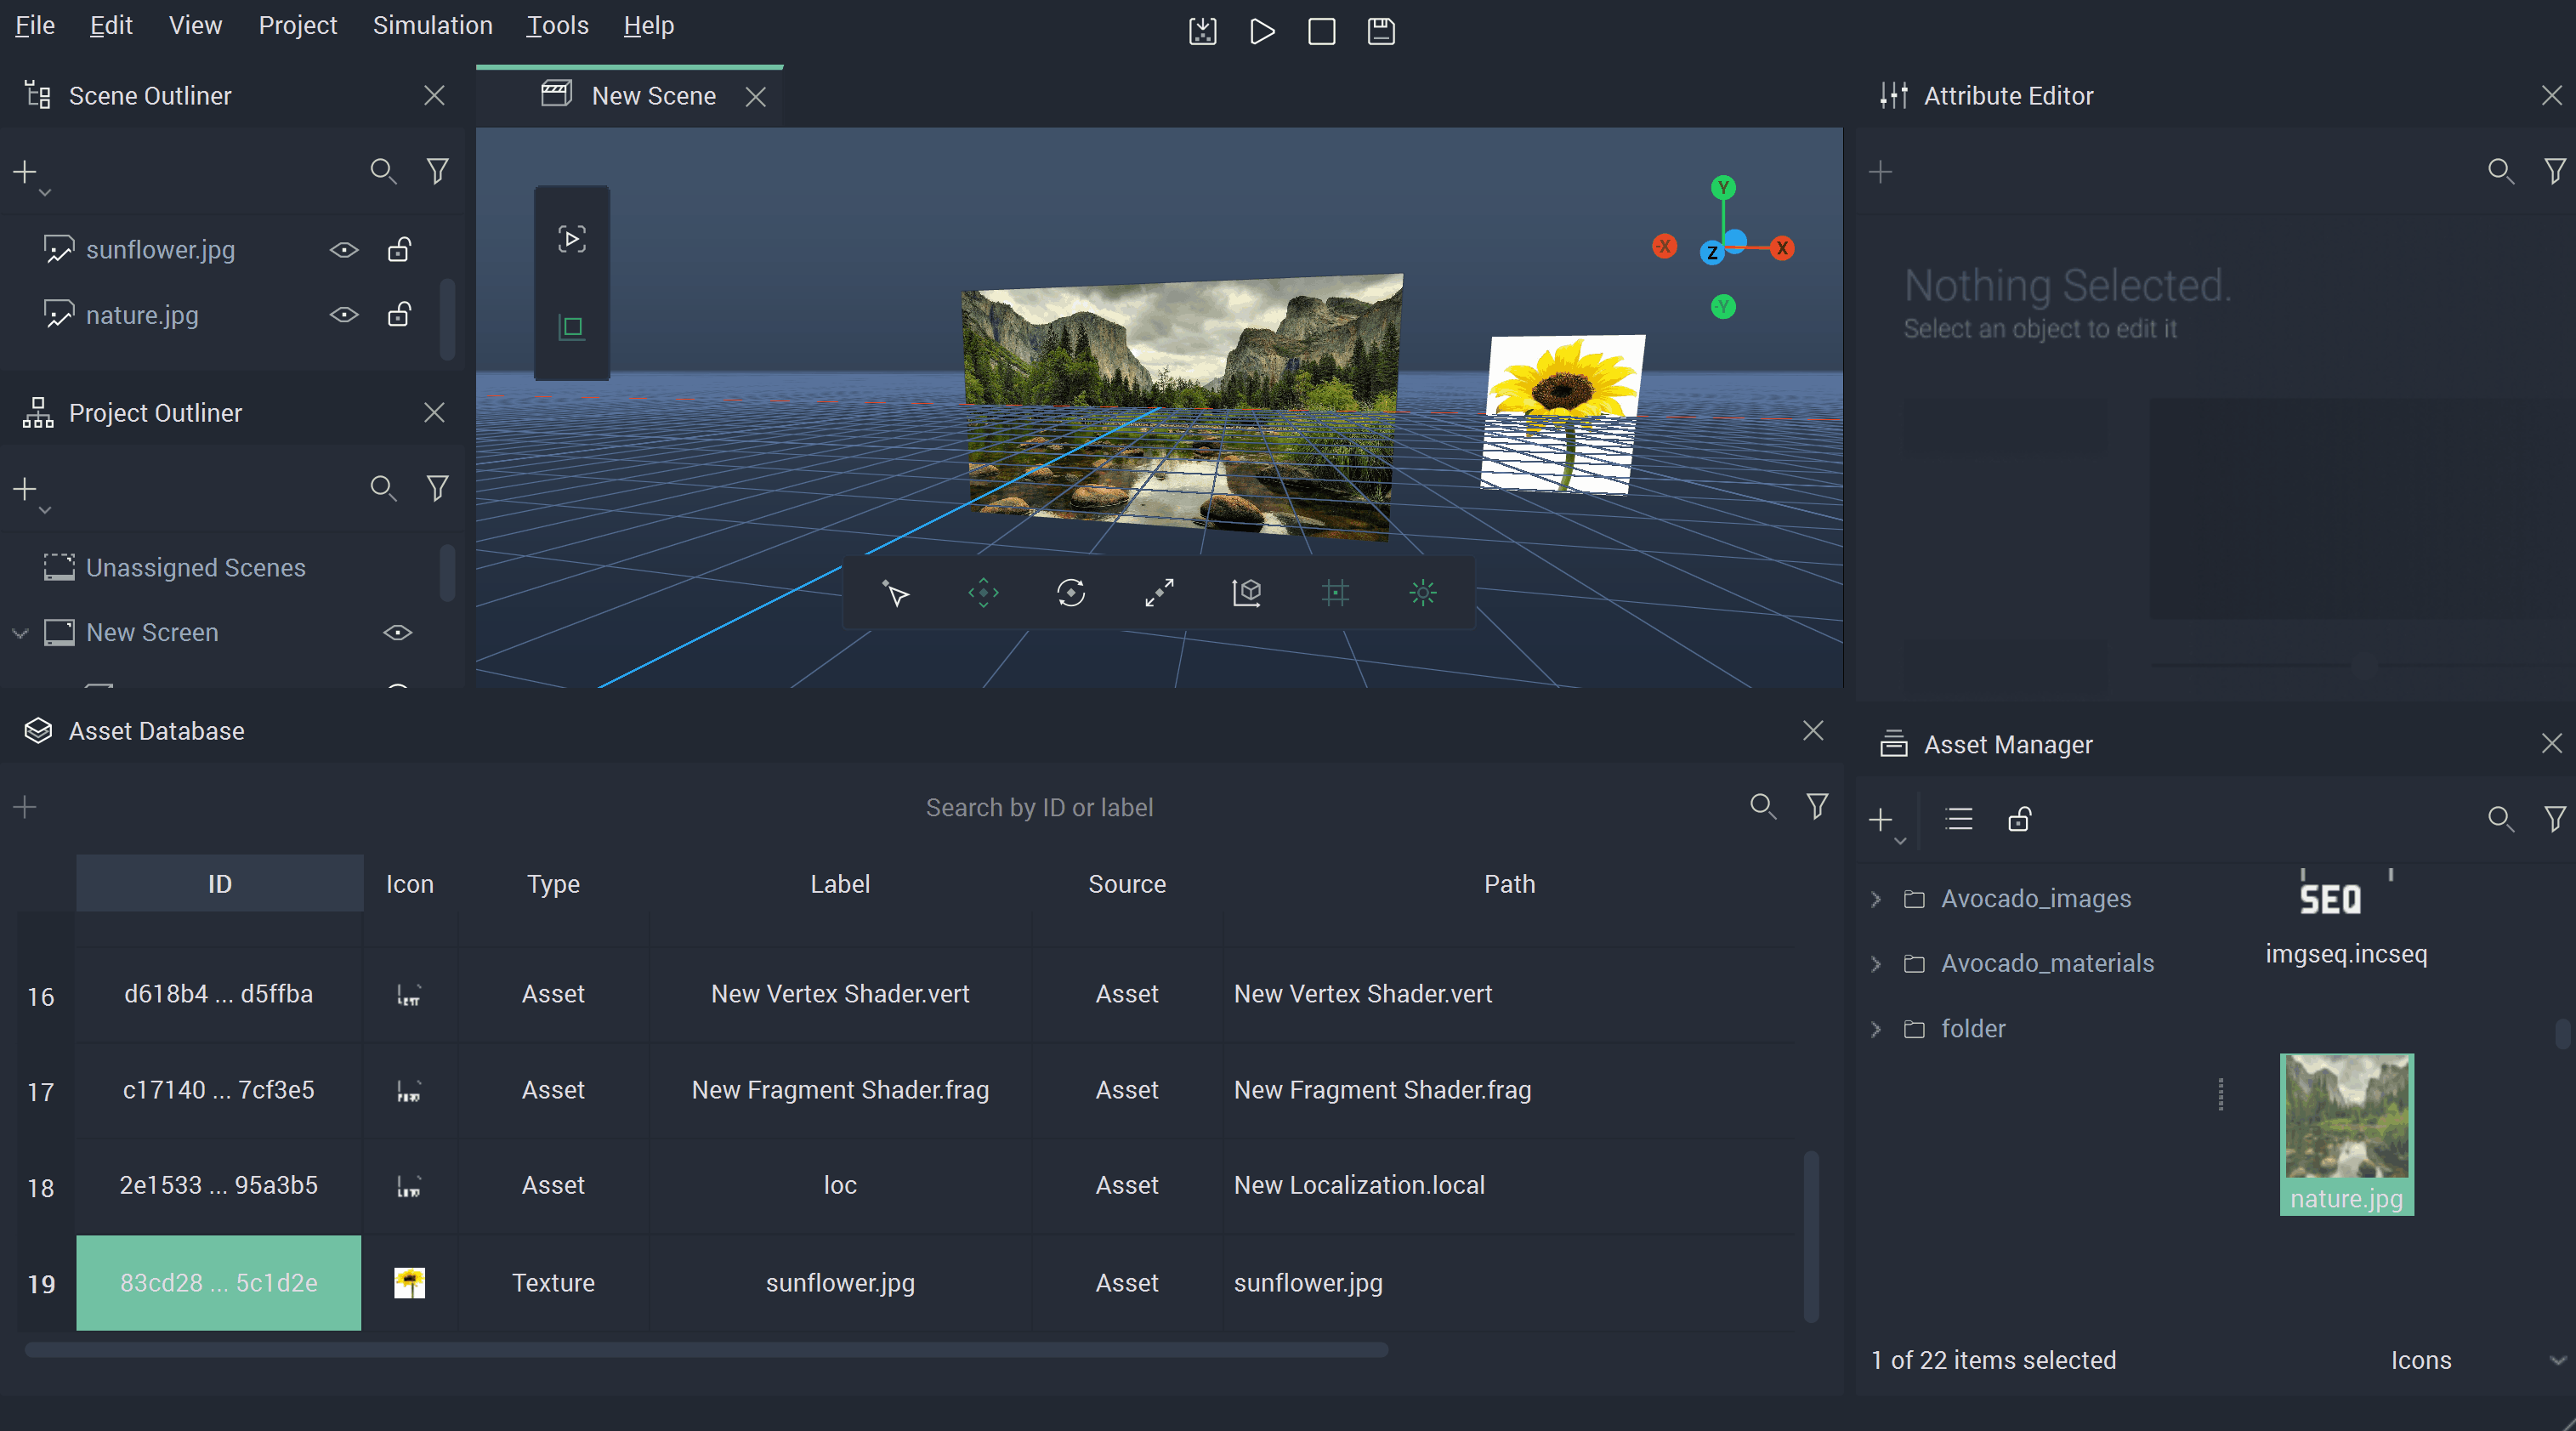 File Edit View Project Simulation Tools Help
Scene Outliner
New Scene
Attribute Editor
sunflower.jpg
nature.jpg
Y
-X
Z
X
-Y
Nothing Selected.
Select an object to edit it
Project Outliner
Unassigned Scenes
New Screen
Asset Database
Search by ID or label
ID Icon Type Label Source Path
16 d618b4 ... d5ffba Asset New Vertex Shader.vert Asset New Vertex Shader.vert
17 c17140 ... 7cf3e5 Asset New Fragment Shader.frag Asset New Fragment Shader.frag
18 2e1533 ... 95a3b5 Asset loc Asset New Localization.local
19 83cd28 ... 5c1d2e Texture sunflower.jpg Asset sunflower.jpg
Asset Manager
Avocado_images
Avocado_materials
folder
SEQ
imgseq.incseq
nature.jpg
1 of 22 items selected Icons